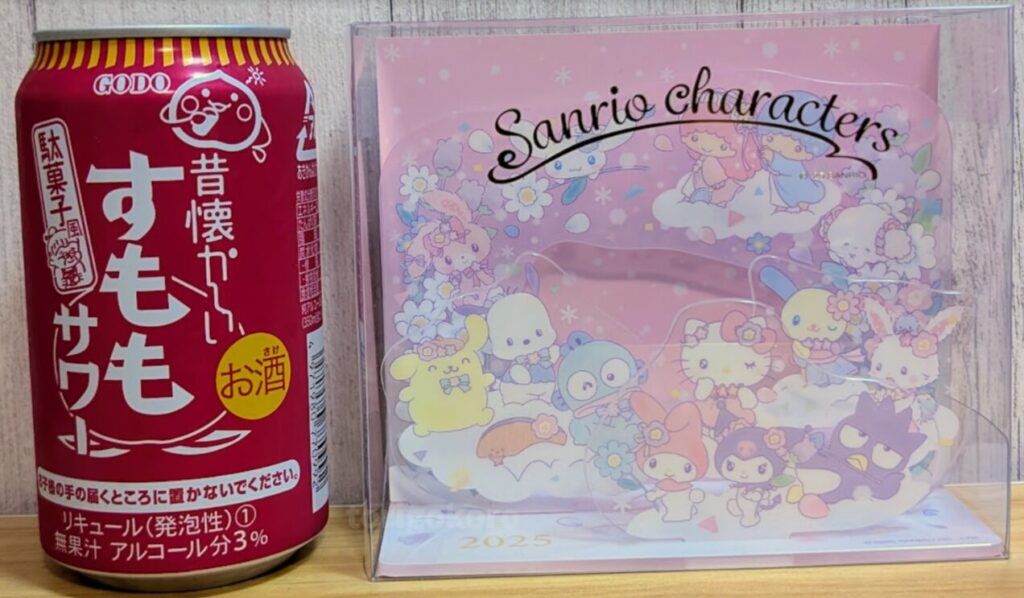 GODO
駄菓子風
昔懐かしい
すもも
サワー
お酒
さけ
お子様の手の届くところに置かないでください。
リキュール(発泡性)①
無果汁 アルコール分3%
Sanrio characters
2025